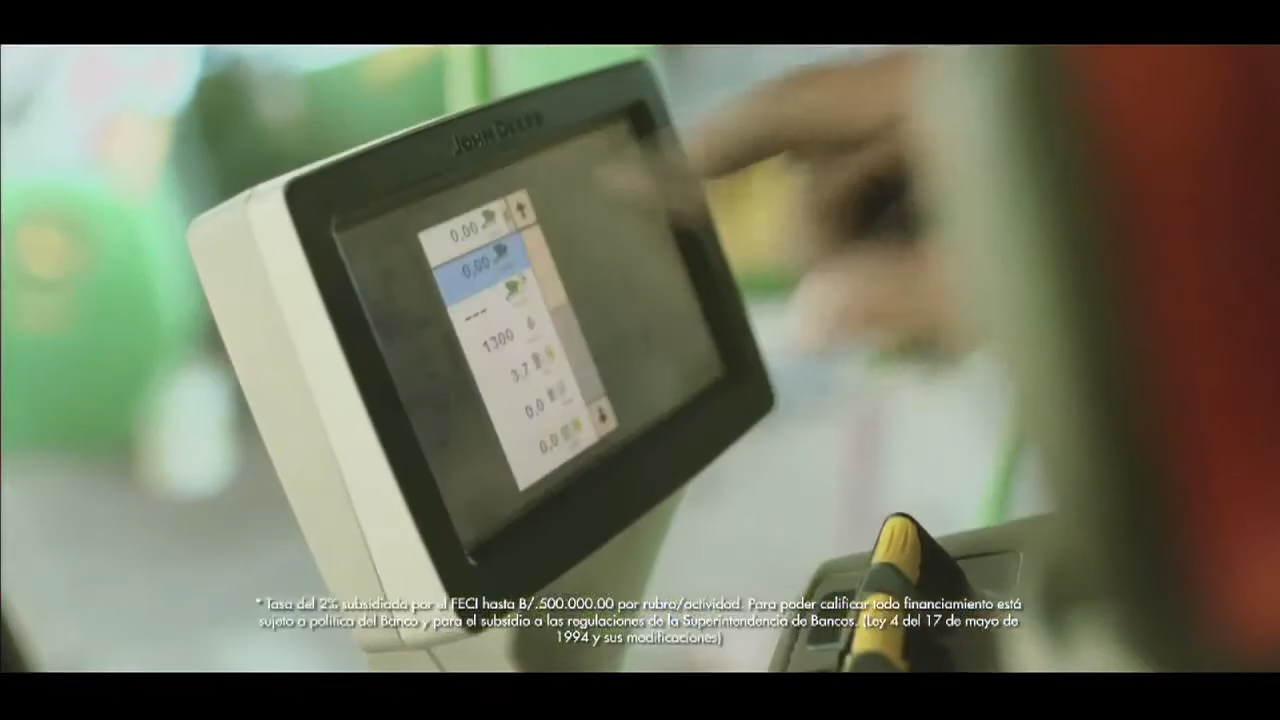 JOHN DEERE
0.00
0.00
---
1300
3.7
0.0
0.0
* Tasa del 2% subsidiada por el FECI hasta B/.500.000.00 por rubro/actividad. Para poder calificar todo financiamiento está
sujeto a política del Banco y para el subsidio a las regulaciones de la Superintendencia de Bancos. (Ley 4 del 17 de mayo de
1994 y sus modificaciones)